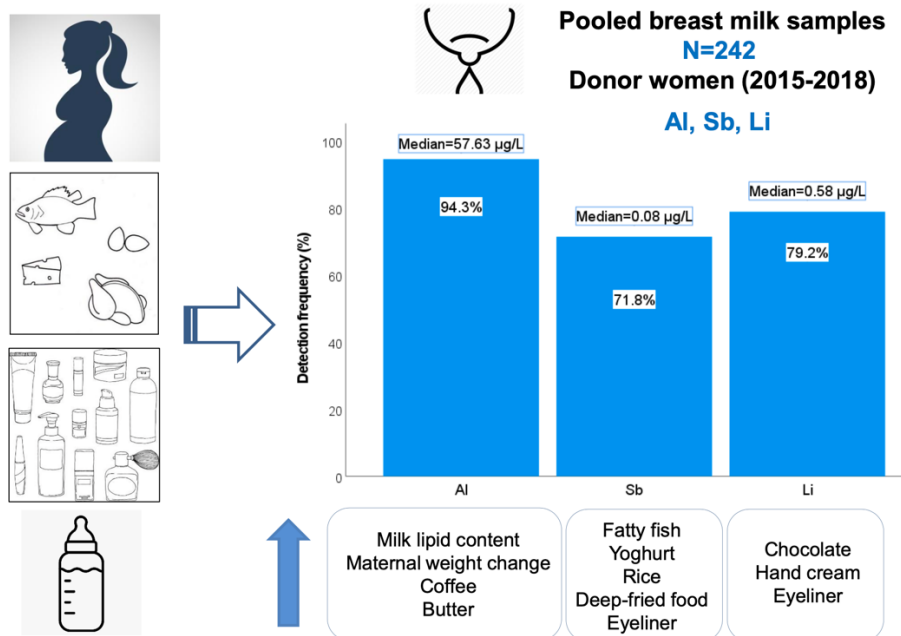 Pooled breast milk samples
N=242
Donor women (2015-2018)
Al, Sb, Li
Detection frequency (%)
100
80
60
40
20
0
Median=57.63 µg/L
94.3%
Median=0.08 µg/L
71.8%
Median=0.58 µg/L
79.2%
Al
Sb
Li
Milk lipid content
Maternal weight change
Coffee
Butter
Fatty fish
Yoghurt
Rice
Deep-fried food
Eyeliner
Chocolate
Hand cream
Eyeliner